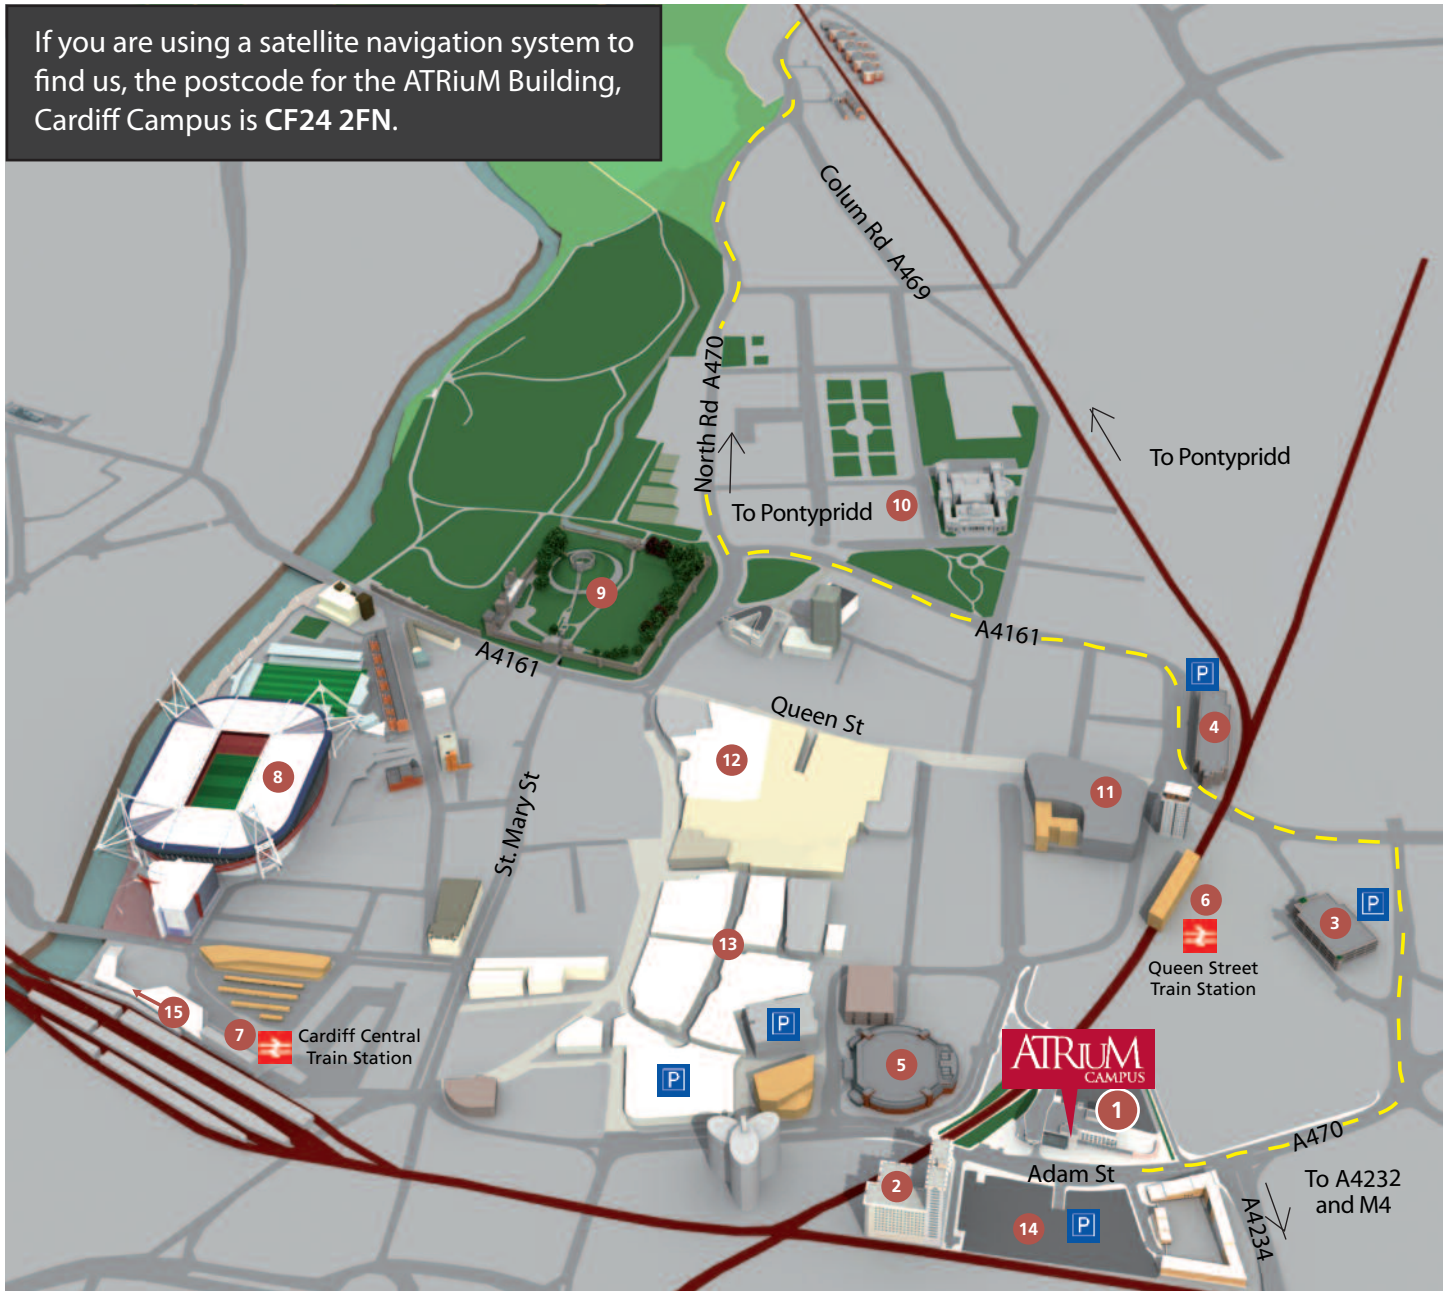 If you are using a satellite navigation system to
find us, the postcode for the ATRiuM Building,
Cardiff Campus is CF24 2FN.
Colum Rd A469
North Rd A470
To Pontypridd
To Pontypridd
10
9
A4161
A4161
P
Queen St
4
12
8
11
St. Mary St
6
P
3
13
Queen Street
Train Station
15
7
Cardiff Central
Train Station
P
P
5
ATRiuM
CAMPUS
1
A470
Adam St
To A4232
and M4
2
14
P
A4234